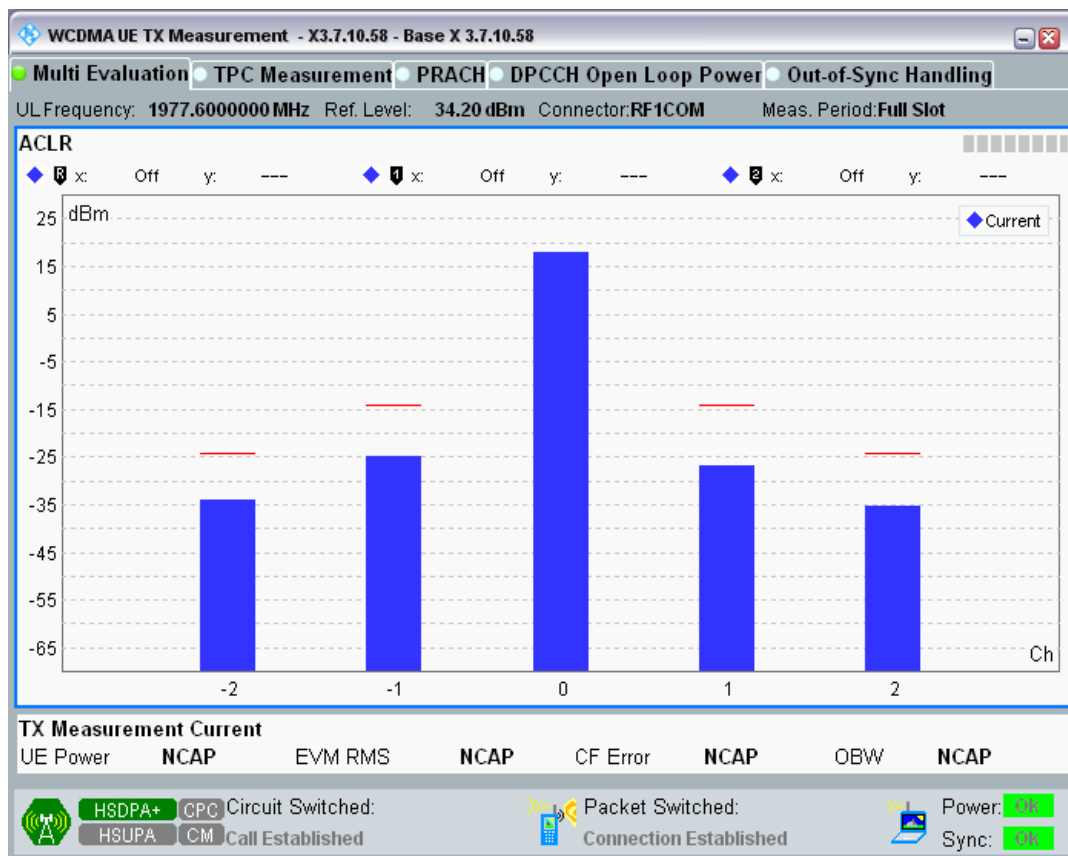 WCDMA UE TX Measurement - X3.7.10.58 - Base X 3.7.10.58
Multi Evaluation TPC Measurement PRACH DPCCH Open Loop Power Out-of-Sync Handling
UL Frequency: 1977.6000000 MHz Ref. Level: 34.20 dBm Connector:RF1COM Meas. Period:Full Slot
ACLR
R x: Off y: --- 1 x: Off y: --- 2 x: Off y: ---
dBm
Current
25
15
5
-5
-15
-25
-35
-45
-55
-65
Ch
-2 -1 0 1 2
TX Measurement Current
UE Power NCAP EVM RMS NCAP CF Error NCAP OBW NCAP
HSDPA+ CPC Circuit Switched: Packet Switched: Power: OK
HSUPA CM Call Established Connection Established Sync: OK